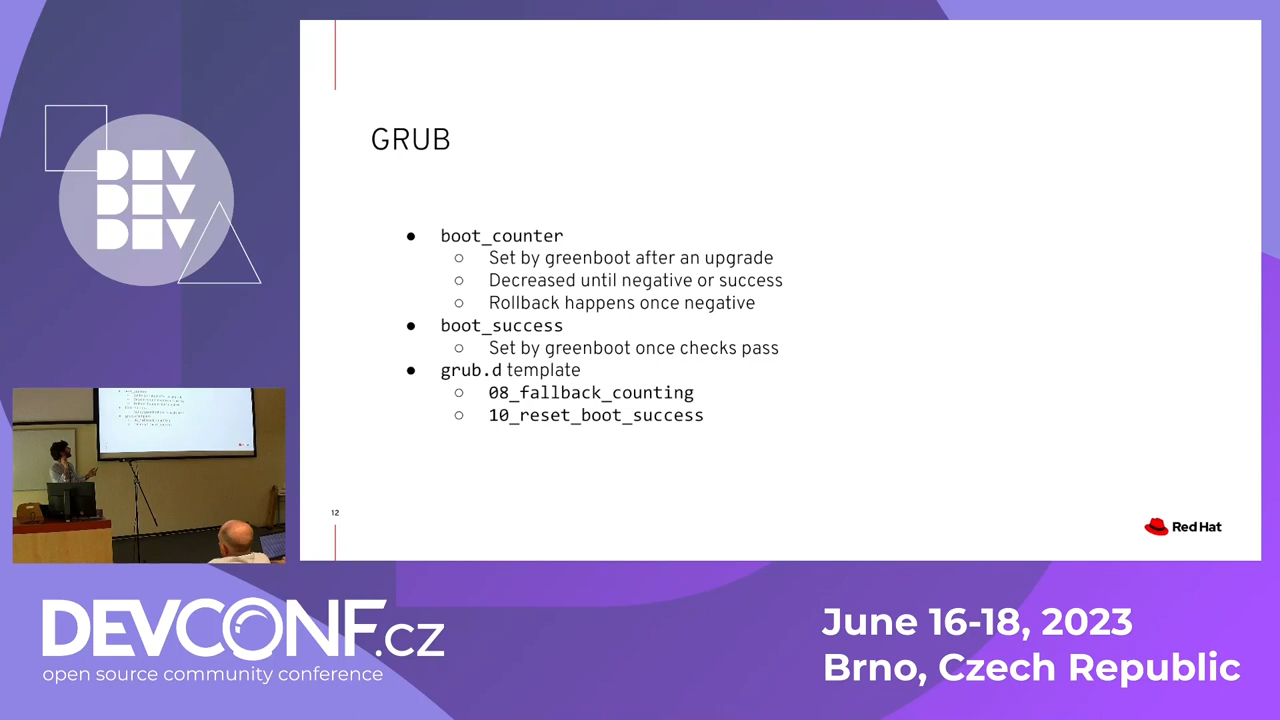 DEV
DEV
DEV
GRUB
● boot_counter
○ Set by greenboot after an upgrade
○ Decreased until negative or success
○ Rollback happens once negative
● boot_success
○ Set by greenboot once checks pass
● grub.d template
○ 08_fallback_counting
○ 10_reset_boot_success
12
Red Hat
DEVCONF.cz
open source community conference
June 16-18, 2023
Brno, Czech Republic